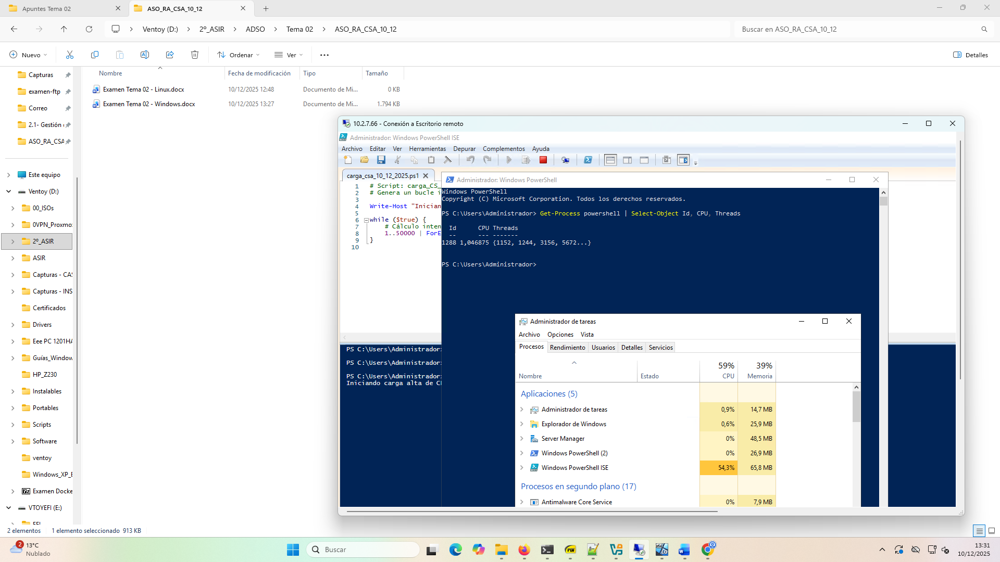 Apuntes Tema 02
ASO_RA_CSA_10_12
Ventoy (D:) > 2º_ASIR > ADSO > Tema 02 > ASO_RA_CSA_10_12
Buscar en ASO_RA_CSA_10_12
Nuevo
Ordenar
Ver
Detalles
Nombre Fecha de modificación Tipo Tamaño
Examen Tema 02 - Linux.docx 10/12/2025 12:48 Documento de Mi... 0 KB
Examen Tema 02 - Windows.docx 10/12/2025 13:27 Documento de Mi... 1.794 KB
Capturas
examen-ftp
Correo
2.1- Gestión
ASO_RA_CSA
Este equipo
Ventoy (D:)
00_ISOs
0VPN_Proxmo
2º_ASIR
ASIR
Capturas - CA
Capturas - INS
Certificados
Drivers
Eee PC 1201HA
Guías_Window
HP_Z230
Instalables
Portables
Scripts
Software
ventoy
Windows_XP_E
Examen Docke
VTOYEFI (E:)
EFI
2 elementos
1 elemento seleccionado 913 KB
10.2.7.66 - Conexión a Escritorio remoto
Administrador: Windows PowerShell ISE
Archivo Editar Ver Herramientas Depurar Complementos Ayuda
carga_csa_10_12_2025.ps1
1 # Script: carga_CS_
2 # Genera un bucle i
3
4 Write-Host "Inician
5
6 while ($true) {
7 # Cálculo inten
8 1..50000 | ForE
9 }
10
PS C:\Users\Administrador>
PS C:\Users\Administrador>
PS C:\Users\Administrador>
Iniciando carga alta de C
Administrador: Windows PowerShell
Windows PowerShell
Copyright (C) Microsoft Corporation. Todos los derechos reservados.
PS C:\Users\Administrador> Get-Process powershell | Select-Object Id, CPU, Threads
Id CPU Threads
-- --- -------
1288 1,046875 {1152, 1244, 3156, 5672...}
PS C:\Users\Administrador>
Administrador de tareas
Archivo Opciones Vista
Procesos Rendimiento Usuarios Detalles Servicios
59% 39%
Nombre Estado CPU Memoria
Aplicaciones (5)
Administrador de tareas 0,9% 14,7 MB
Explorador de Windows 0,6% 25,9 MB
Server Manager 0% 48,5 MB
Windows PowerShell (2) 0% 26,9 MB
Windows PowerShell ISE 54,3% 65,8 MB
Procesos en segundo plano (17)
Antimalware Core Service 0% 7,9 MB
2
13°C
Nublado
Buscar
13:31
10/12/2025